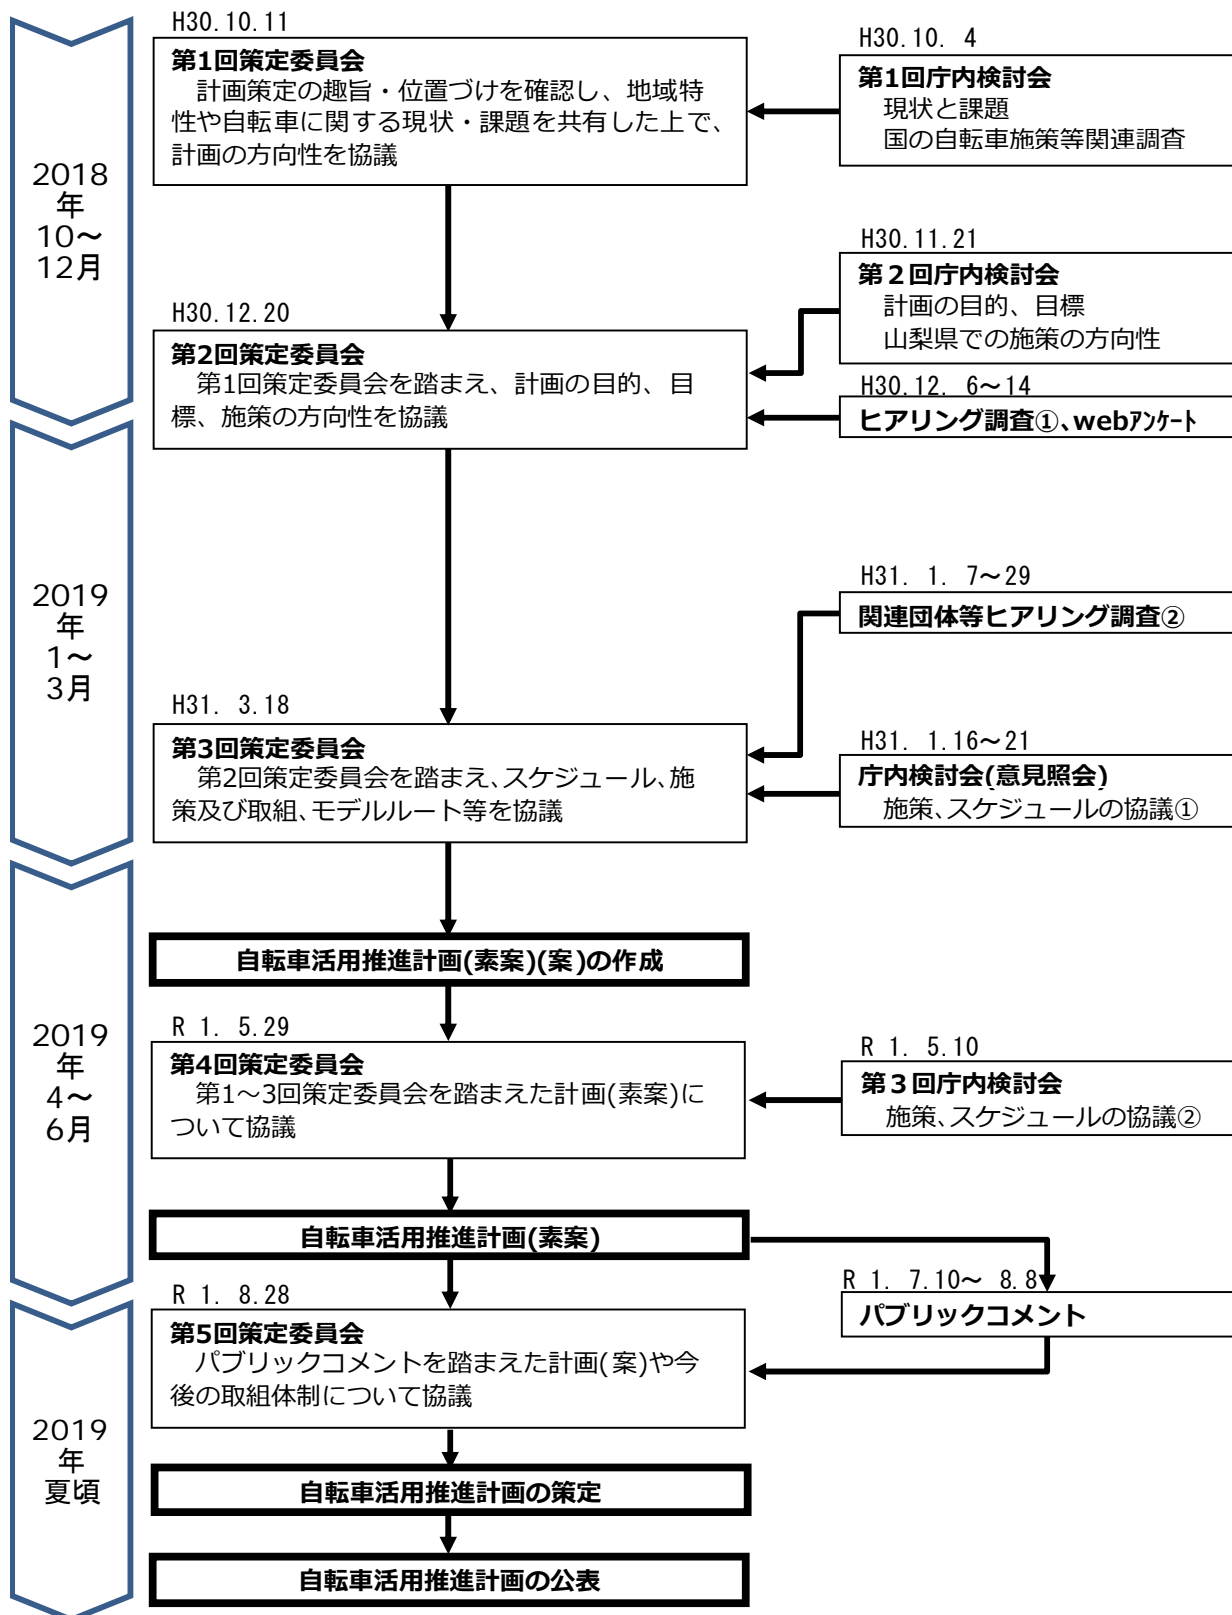 2018
年
10～
12月
H30.10.11
第1回策定委員会
計画策定の趣旨・位置づけを確認し、地域特
性や自転車に関する現状・課題を共有した上で、
計画の方向性を協議
H30.10. 4
第1回庁内検討会
現状と課題
国の自転車施策等関連調査
H30.11.21
第２回庁内検討会
計画の目的、目標
山梨県での施策の方向性
H30.12.20
第2回策定委員会
第1回策定委員会を踏まえ、計画の目的、目
標、施策の方向性を協議
H30.12. 6～14
ヒアリング調査①、webｱﾝｹｰﾄ
2019
年
1～
3月
H31. 1. 7～29
関連団体等ヒアリング調査②
H31. 3.18
第3回策定委員会
第2回策定委員会を踏まえ、スケジュール、施
策及び取組、モデルルート等を協議
H31. 1.16～21
庁内検討会(意見照会)
施策、スケジュールの協議①
2019
年
4～
6月
自転車活用推進計画(素案)(案)の作成
R 1. 5.29
第4回策定委員会
第1～3回策定委員会を踏まえた計画(素案)に
ついて協議
R 1. 5.10
第３回庁内検討会
施策、スケジュールの協議②
自転車活用推進計画(素案)
R 1. 7.10～ 8.8
パブリックコメント
2019
年
夏頃
R 1. 8.28
第5回策定委員会
パブリックコメントを踏まえた計画(案)や今
後の取組体制について協議
自転車活用推進計画の策定
自転車活用推進計画の公表